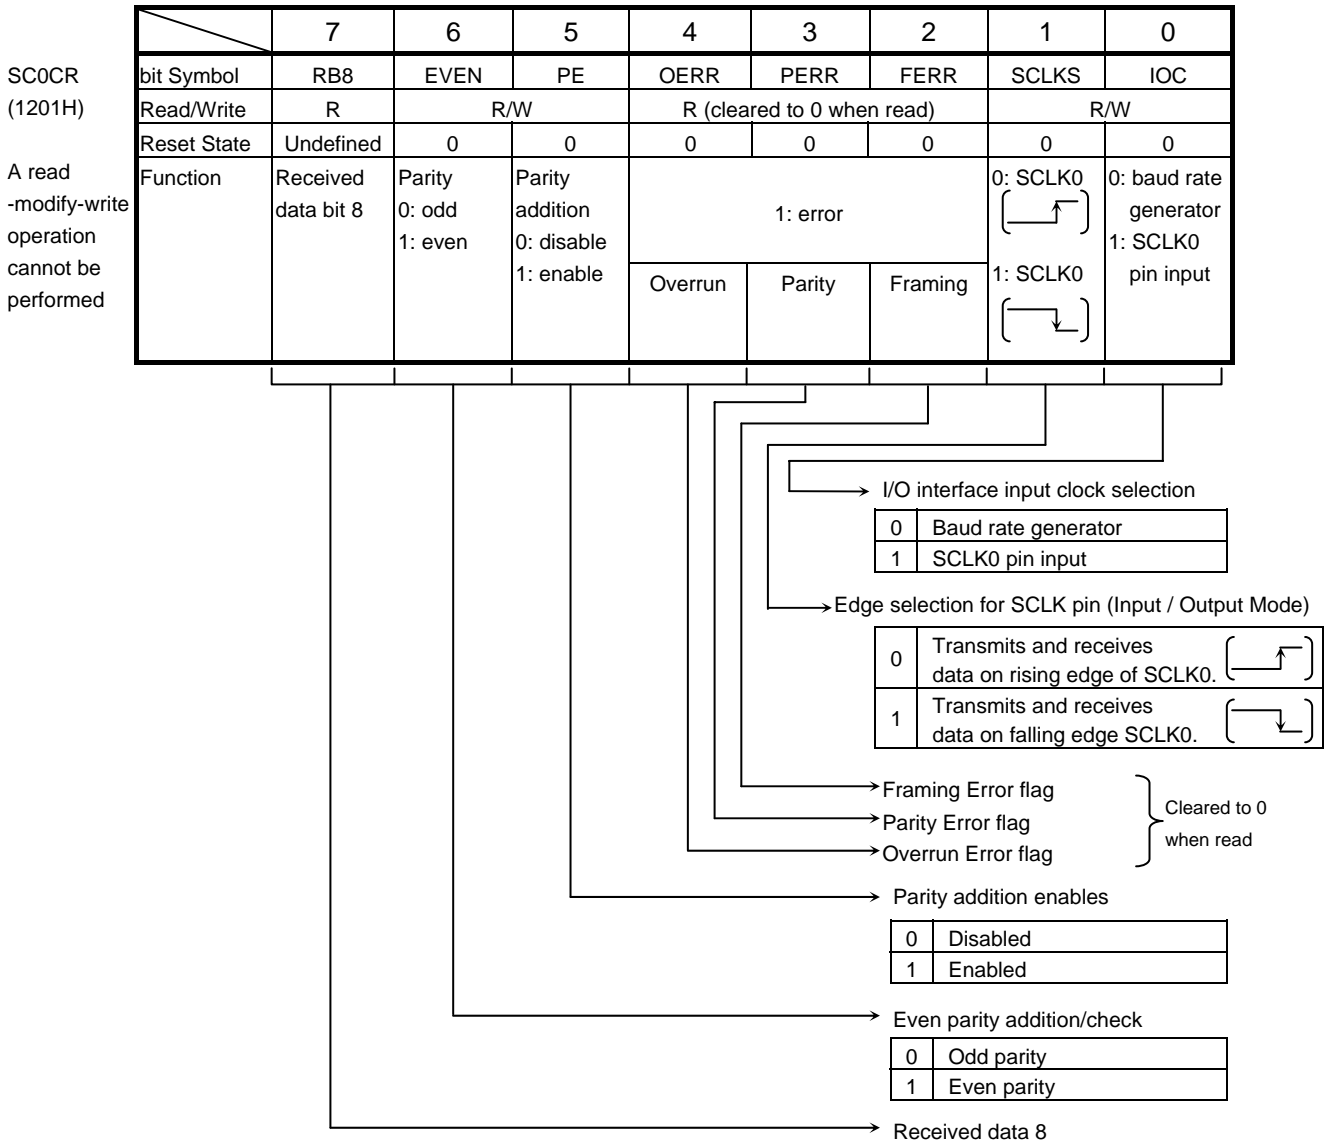 7 6 5 4 3 2 1 0
SC0CR
(1201H)
A read
-modify-write
operation
cannot be
performed
bit Symbol RB8 EVEN PE OERR PERR FERR SCLKS IOC
Read/Write R R/W R (cleared to 0 when read) R/W
Reset State Undefined 0 0 0 0 0 0 0
Function
Received
data bit 8
Parity
0: odd
1: even
Parity
addition
0: disable
1: enable
1: error
Overrun Parity Framing
0: SCLK0
1: SCLK0
0: baud rate
generator
1: SCLK0
pin input
I/O interface input clock selection
0 Baud rate generator
1 SCLK0 pin input
Edge selection for SCLK pin (Input / Output Mode)
0 Transmits and receives
data on rising edge of SCLK0.
1 Transmits and receives
data on falling edge SCLK0.
Framing Error flag
Parity Error flag
Overrun Error flag
Cleared to 0
when read
Parity addition enables
0 Disabled
1 Enabled
Even parity addition/check
0 Odd parity
1 Even parity
Received data 8